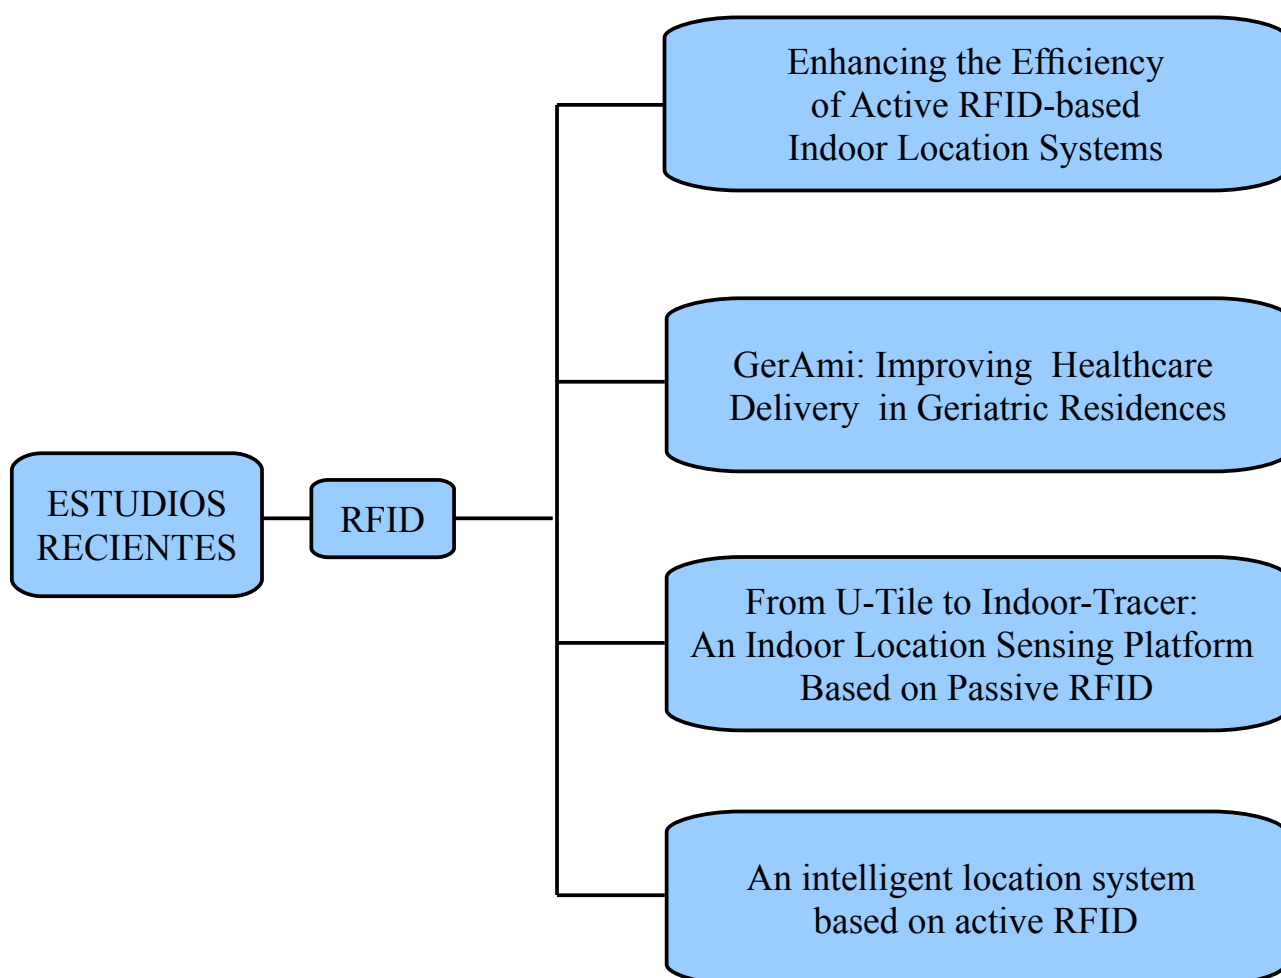 ESTUDIOS
RECIENTES
RFID
Enhancing the Efficiency
of Active RFID-based
Indoor Location Systems
GerAmi: Improving Healthcare
Delivery in Geriatric Residences
From U-Tile to Indoor-Tracer:
An Indoor Location Sensing Platform
Based on Passive RFID
An intelligent location system
based on active RFID